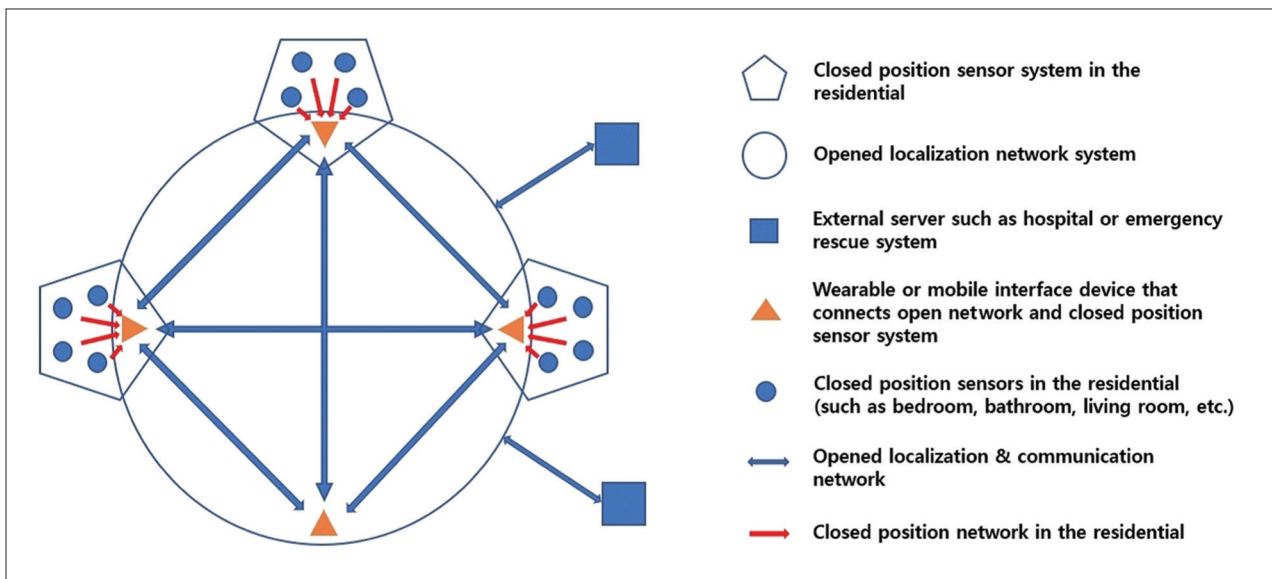 Closed position sensor system in the
residential
Opened localization network system
External server such as hospital or emergency
rescue system
Wearable or mobile interface device that
connects open network and closed position
sensor system
Closed position sensors in the residential
(such as bedroom, bathroom, living room, etc.)
Opened localization & communication
network
Closed position network in the residential